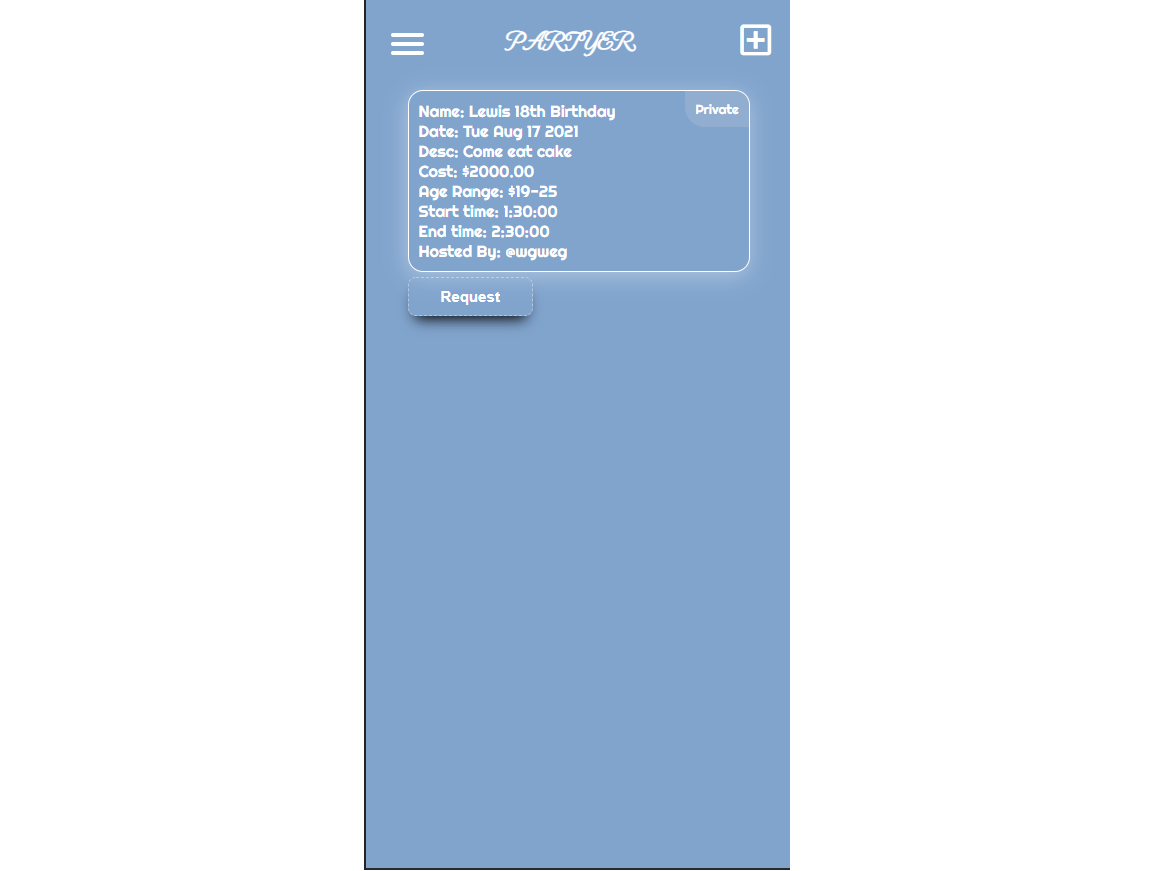 PARTYER
Name: Lewis 18th Birthday
Private
Date: Tue Aug 17 2021
Desc: Come eat cake
Cost: $2000.00
Age Range: $19-25
Start time: 1:30:00
End time: 2:30:00
Hosted By: @wgweg
Request